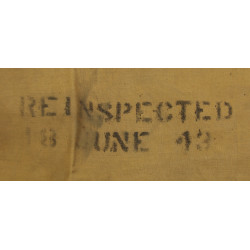 REINSPECTED
18 JUNE 43